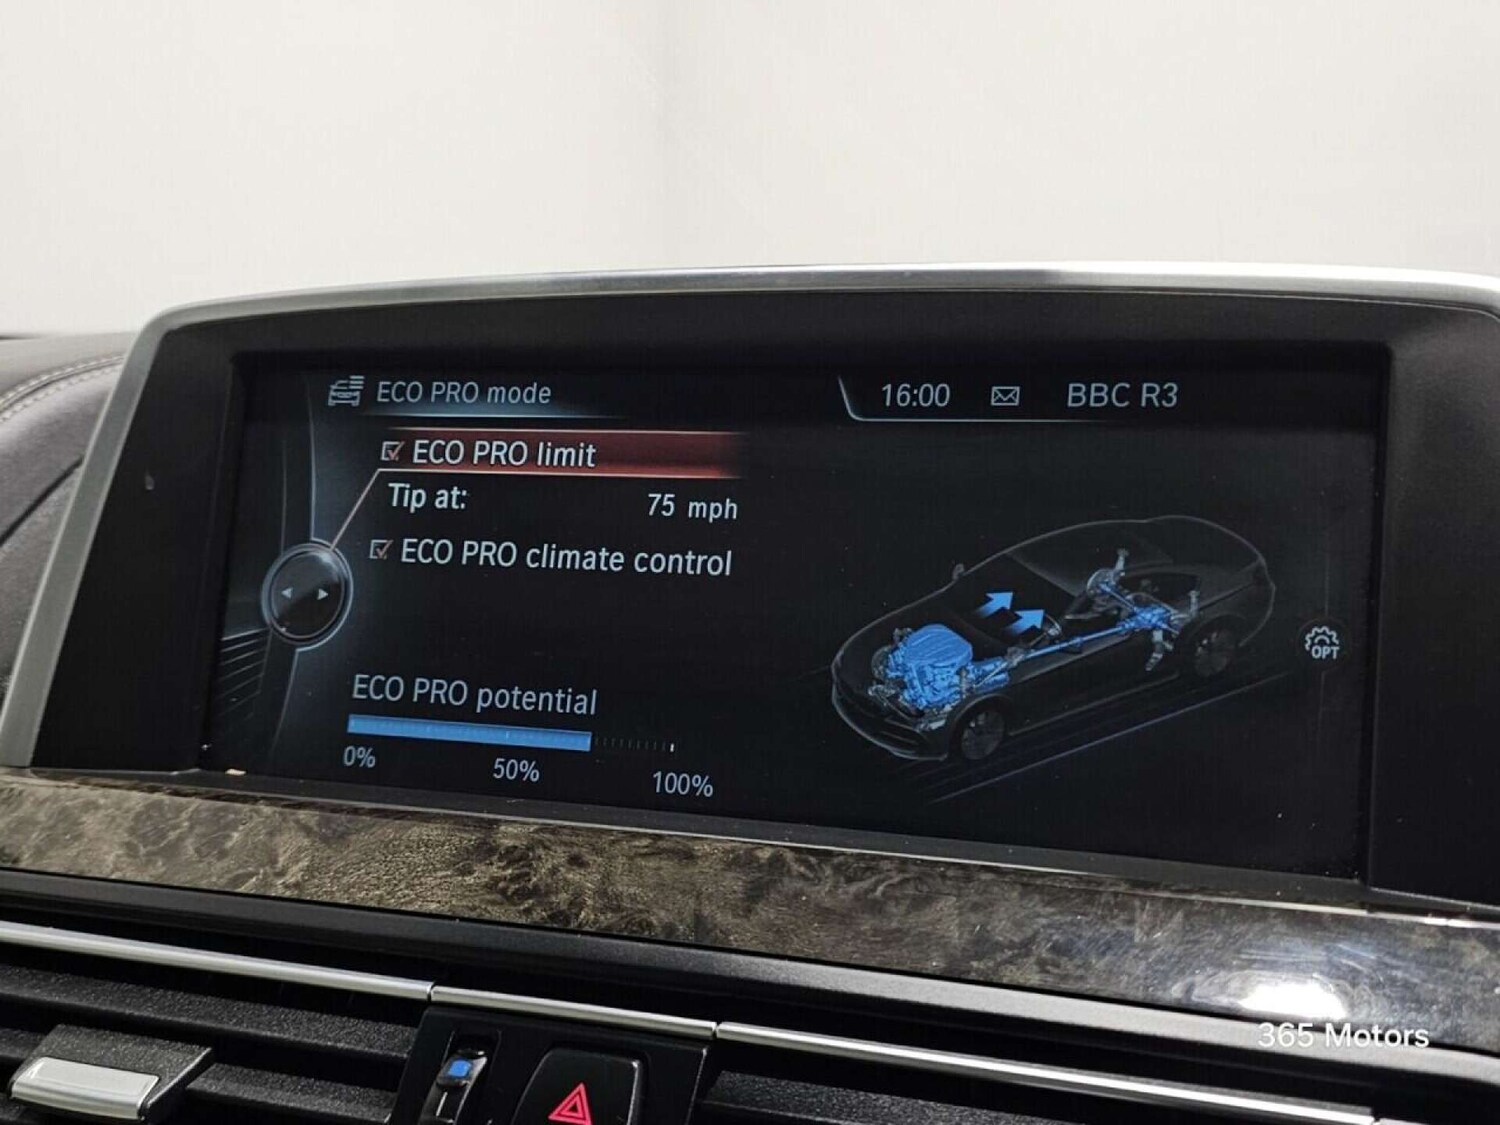 ECO PRO mode
16:00
BBC R3
ECO PRO limit
Tip at: 75 mph
ECO PRO climate control
OPT
ECO PRO potential
0% 50% 100%
365 Motors